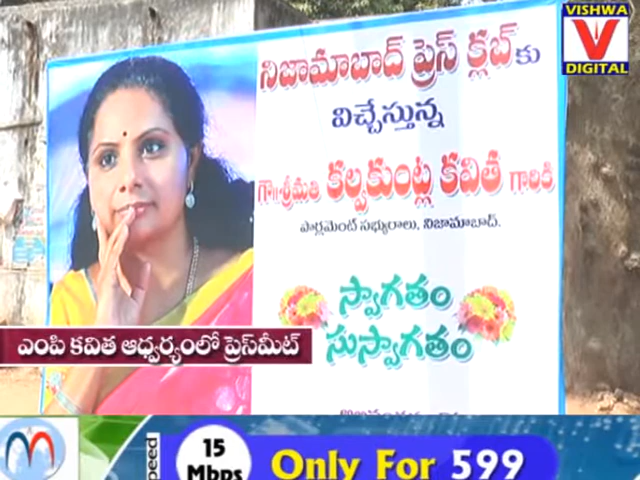 VISHWA
V
DIGITAL
నిజామాబాద్ ప్రెస్ క్లబ్‌కు
విచ్చేస్తున్న
గౌ॥శ్రీమతి కల్వకుంట్ల కవిత గారికి
పార్లమెంట్ సభ్యురాలు, నిజామాబాద్.
స్వాగతం
సుస్వాగతం
ఎంపి కవిత ఆధ్వర్యంలో ప్రెస్‌మీట్
speed
15
Mbps
Only For 599